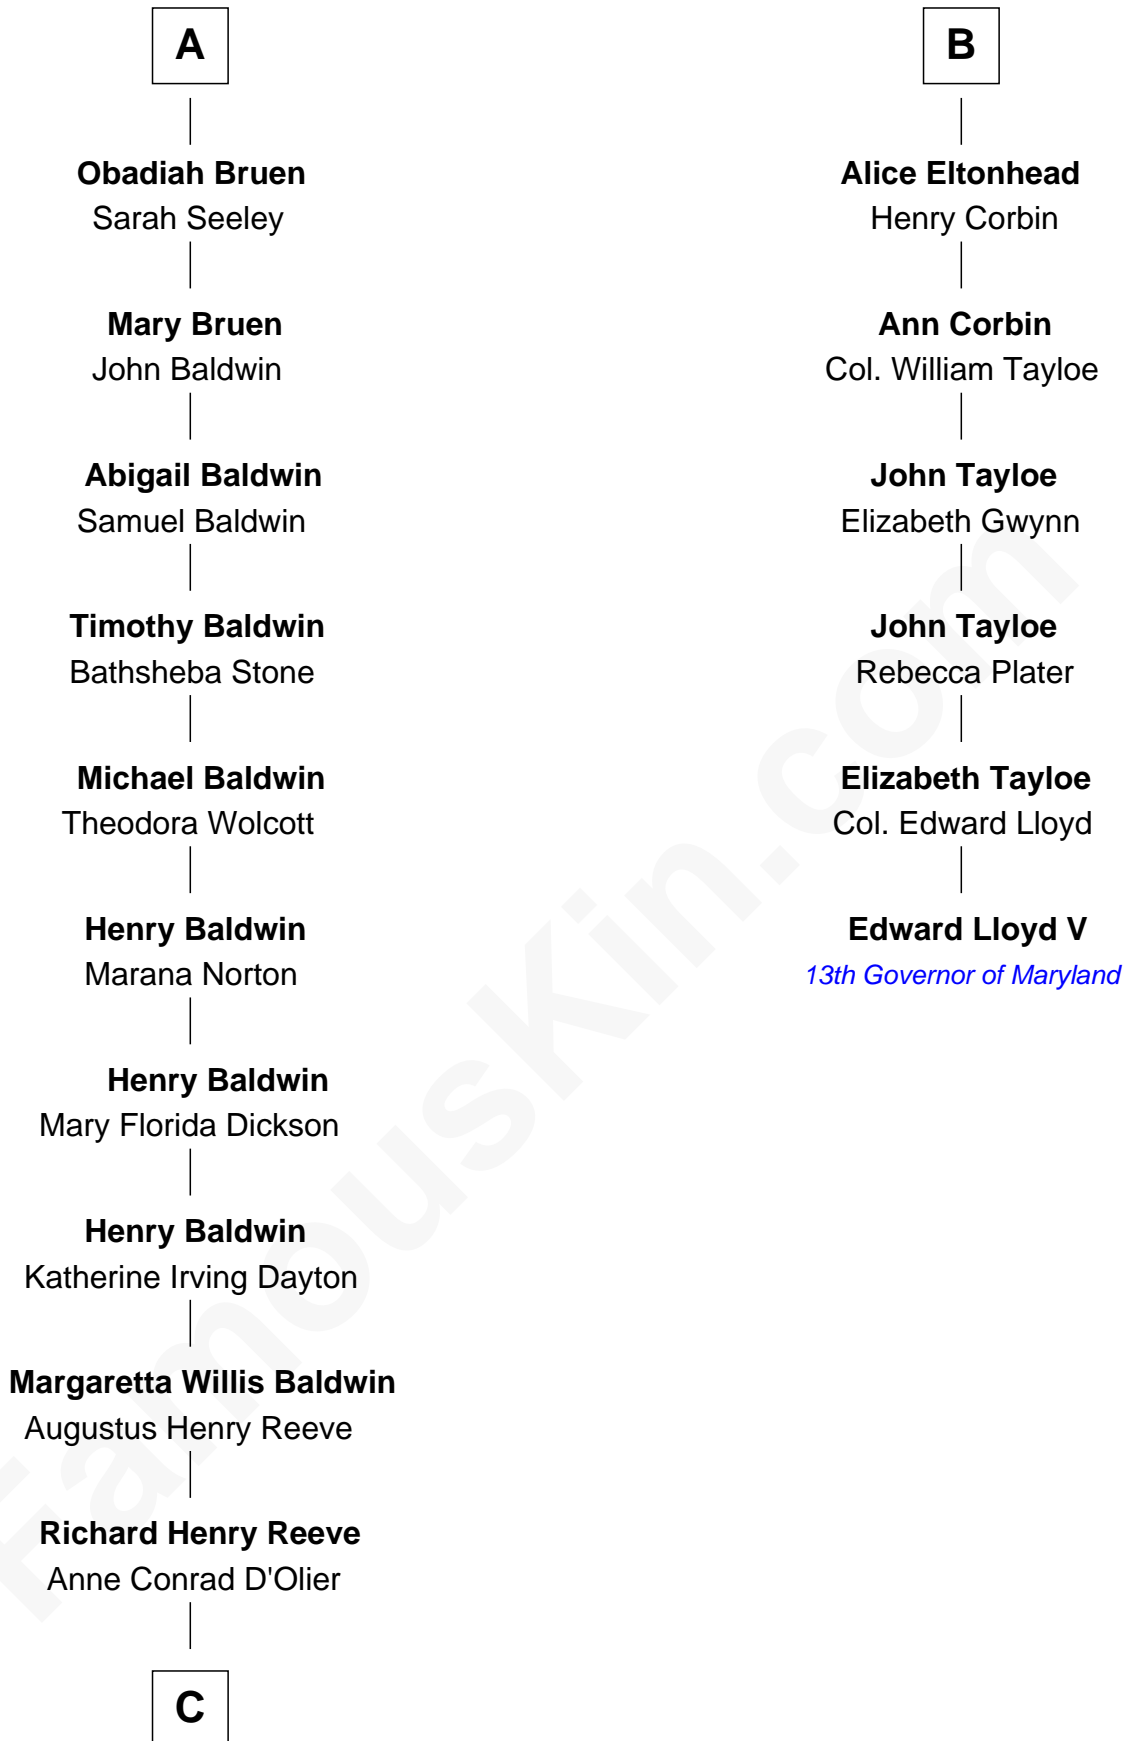 A
Obadiah Bruen
Sarah Seeley
Mary Bruen
John Baldwin
Abigail Baldwin
Samuel Baldwin
Timothy Baldwin
Bathsheba Stone
Michael Baldwin
Theodora Wolcott
Henry Baldwin
Marana Norton
Henry Baldwin
Mary Florida Dickson
Henry Baldwin
Katherine Irving Dayton
Margaretta Willis Baldwin
Augustus Henry Reeve
Richard Henry Reeve
Anne Conrad D'Olier
C
B
Alice Eltonhead
Henry Corbin
Ann Corbin
Col. William Tayloe
John Tayloe
Elizabeth Gwynn
John Tayloe
Rebecca Plater
Elizabeth Tayloe
Col. Edward Lloyd
Edward Lloyd V
13th Governor of Maryland
FamousKin.com